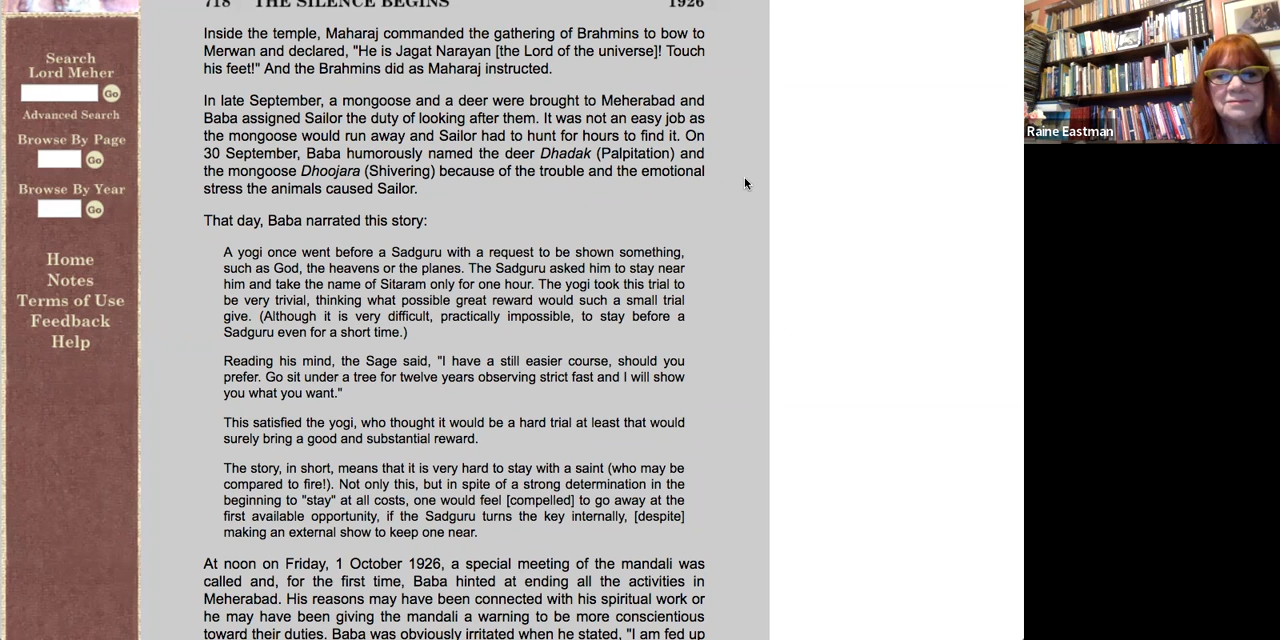 718 THE SILENCE BEGINS 1926
Inside the temple, Maharaj commanded the gathering of Brahmins to bow to
Merwan and declared, "He is Jagat Narayan [the Lord of the universe]! Touch
his feet!" And the Brahmins did as Maharaj instructed.
In late September, a mongoose and a deer were brought to Meherabad and
Baba assigned Sailor the duty of looking after them. It was not an easy job as
the mongoose would run away and Sailor had to hunt for hours to find it. On
30 September, Baba humorously named the deer Dhadak (Palpitation) and
the mongoose Dhoojara (Shivering) because of the trouble and the emotional
stress the animals caused Sailor.
That day, Baba narrated this story:
A yogi once went before a Sadguru with a request to be shown something,
such as God, the heavens or the planes. The Sadguru asked him to stay near
him and take the name of Sitaram only for one hour. The yogi took this trial to
be very trivial, thinking what possible great reward would such a small trial
give. (Although it is very difficult, practically impossible, to stay before a
Sadguru even for a short time.)
Reading his mind, the Sage said, "I have a still easier course, should you
prefer. Go sit under a tree for twelve years observing strict fast and I will show
you what you want."
This satisfied the yogi, who thought it would be a hard trial at least that would
surely bring a good and substantial reward.
The story, in short, means that it is very hard to stay with a saint (who may be
compared to fire!). Not only this, but in spite of a strong determination in the
beginning to "stay" at all costs, one would feel [compelled] to go away at the
first available opportunity, if the Sadguru turns the key internally, [despite]
making an external show to keep one near.
At noon on Friday, 1 October 1926, a special meeting of the mandali was
called and, for the first time, Baba hinted at ending all the activities in
Meherabad. His reasons may have been connected with his spiritual work or
he may have been giving the mandali a warning to be more conscientious
toward their duties. Baba was obviously irritated when he stated, "I am fed up
Search
Lord Meher
Go
Advanced Search
Browse By Page
Go
Browse By Year
Go
Home
Notes
Terms of Use
Feedback
Help
Raine Eastman